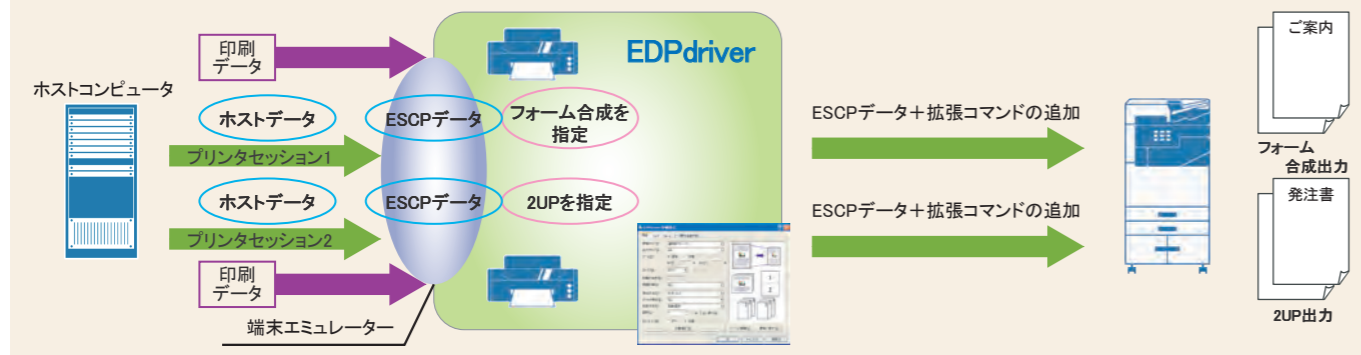 印刷
データ
EDPdriver
ご案内
ホストコンピュータ
ホストデータ
ESCPデータ
フォーム合成を
指定
ESCPデータ+拡張コマンドの追加
プリンタセッション1
フォーム
合成出力
ホストデータ
ESCPデータ
2UPを指定
発注書
ESCPデータ+拡張コマンドの追加
プリンタセッション2
印刷
データ
端末エミュレーター
2UP出力